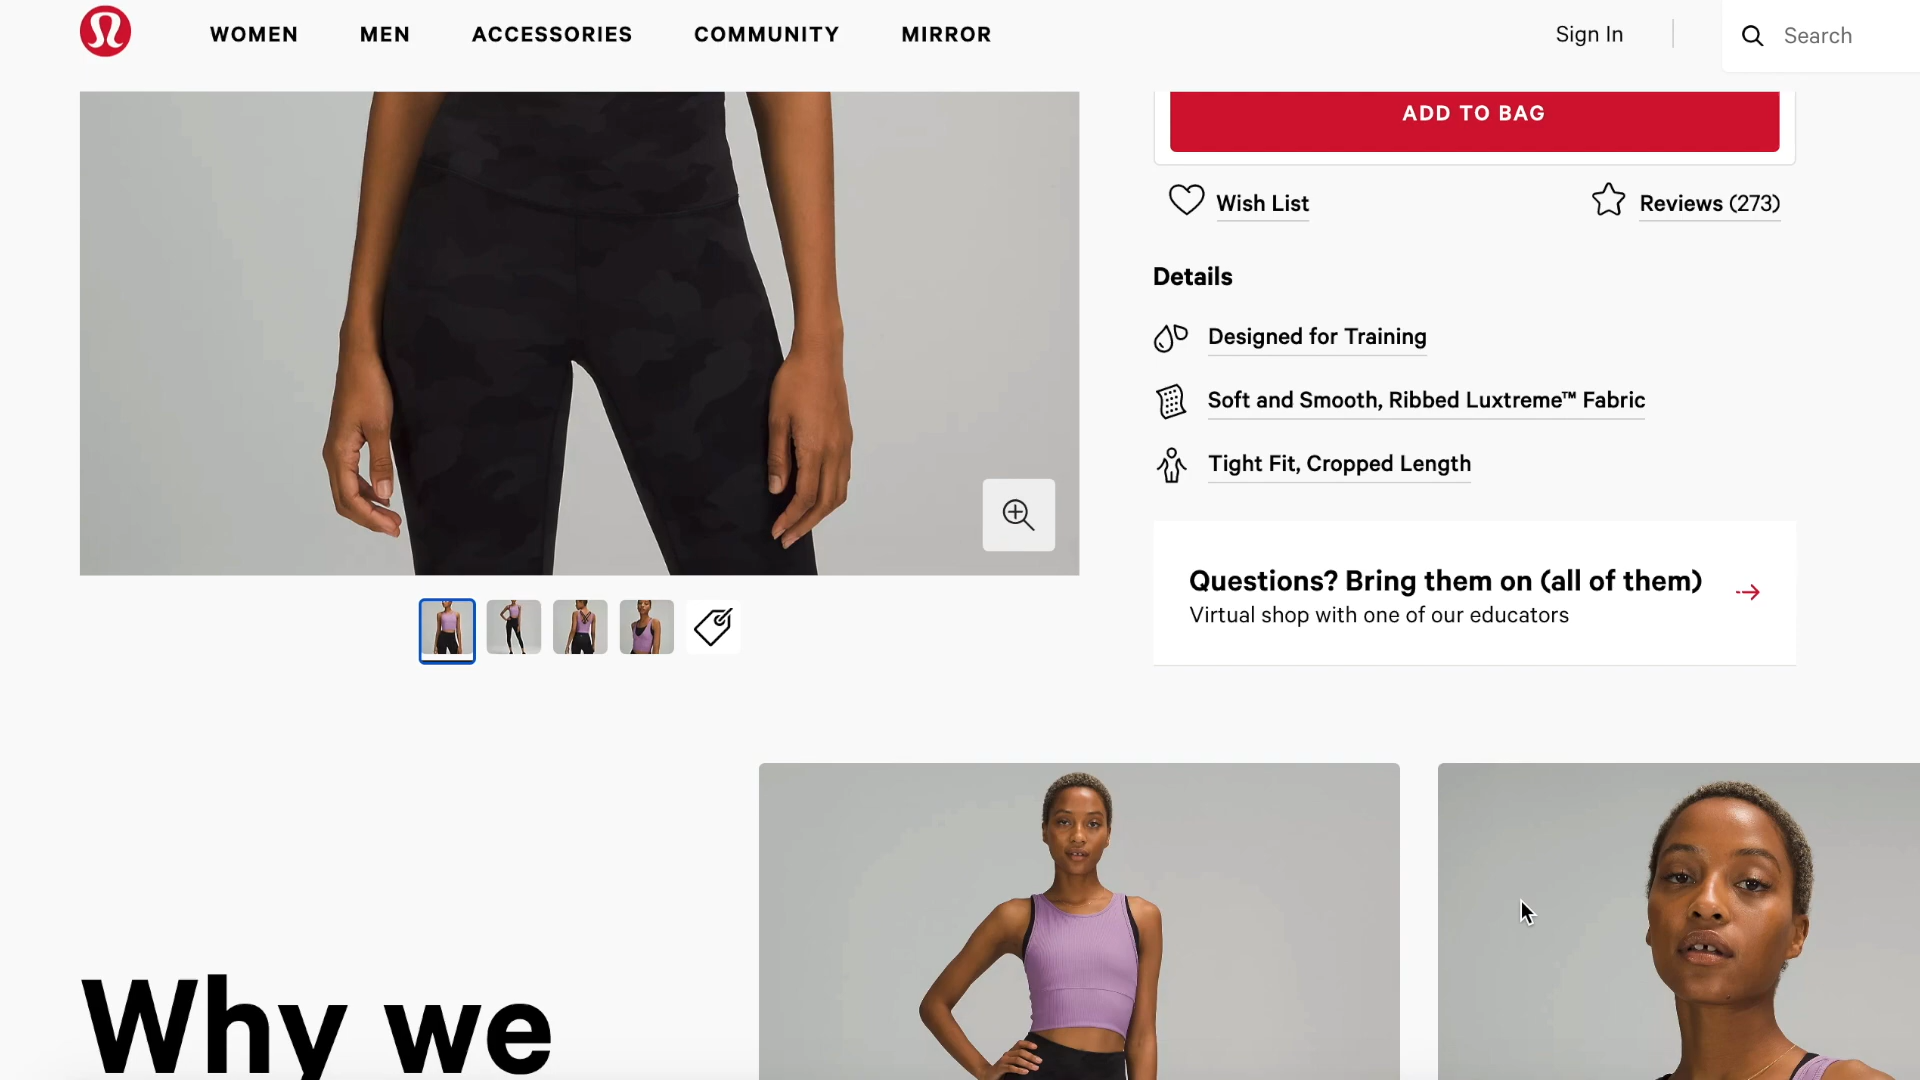 WOMEN
MEN
ACCESSORIES
COMMUNITY
MIRROR
Sign In
Search
ADD TO BAG
Wish List
Reviews (273)
Details
Designed for Training
Soft and Smooth, Ribbed Luxtreme™ Fabric
Tight Fit, Cropped Length
Questions? Bring them on (all of them)
Virtual shop with one of our educators
Why we